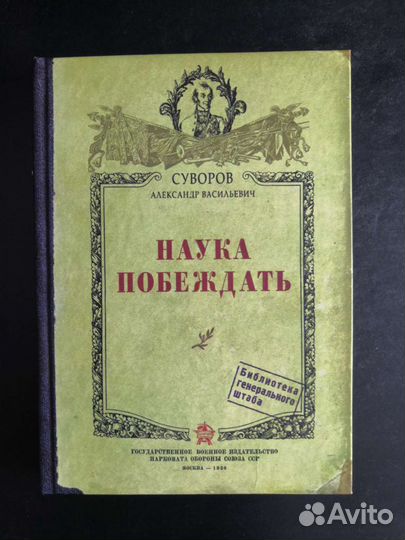 СУВОРОВ
АЛЕКСАНДР ВАСИЛЬЕВИЧ
НАУКА
ПОБЕЖДАТЬ
Библиотека
генерального
штаба
ГОСУДАРСТВЕННОЕ ВОЕННОЕ ИЗДАТЕЛЬСТВО
НАРКОМАТА ОБОРОНЫ СОЮЗА ССР
МОСКВА —
Avito